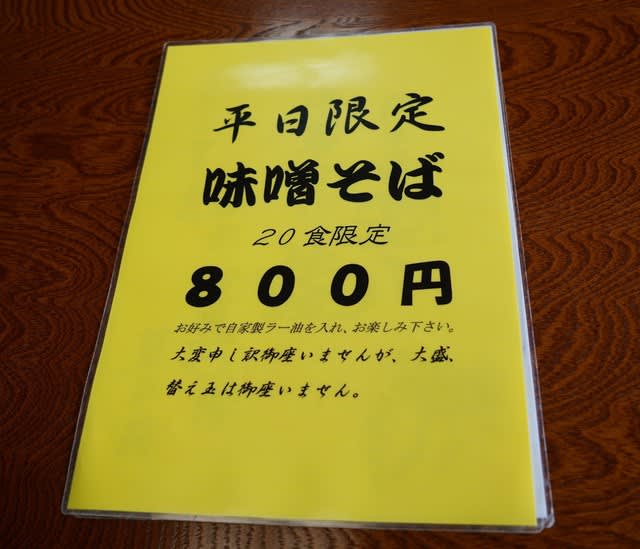 平日限定
味噌そば
20食限定
800円
お好みで自家製ラー油を入れ、お楽しみ下さい。
大変申し訳御座いませんが、大盛、
替え玉は御座いません。